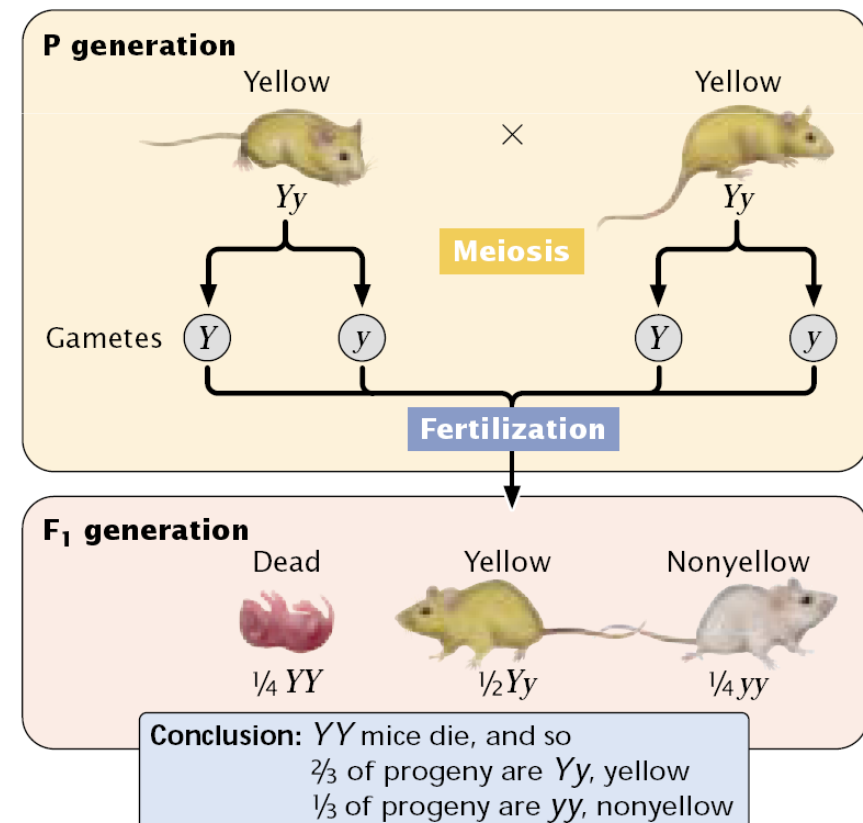 P generation
Yellow Yellow
×
Yy Yy
Meiosis
Gametes Y y Y y
Fertilization
F₁ generation
Dead Yellow Nonyellow
1/4 YY 1/2 Yy 1/4 yy
Conclusion: YY mice die, and so
2/3 of progeny are Yy, yellow
1/3 of progeny are yy, nonyellow